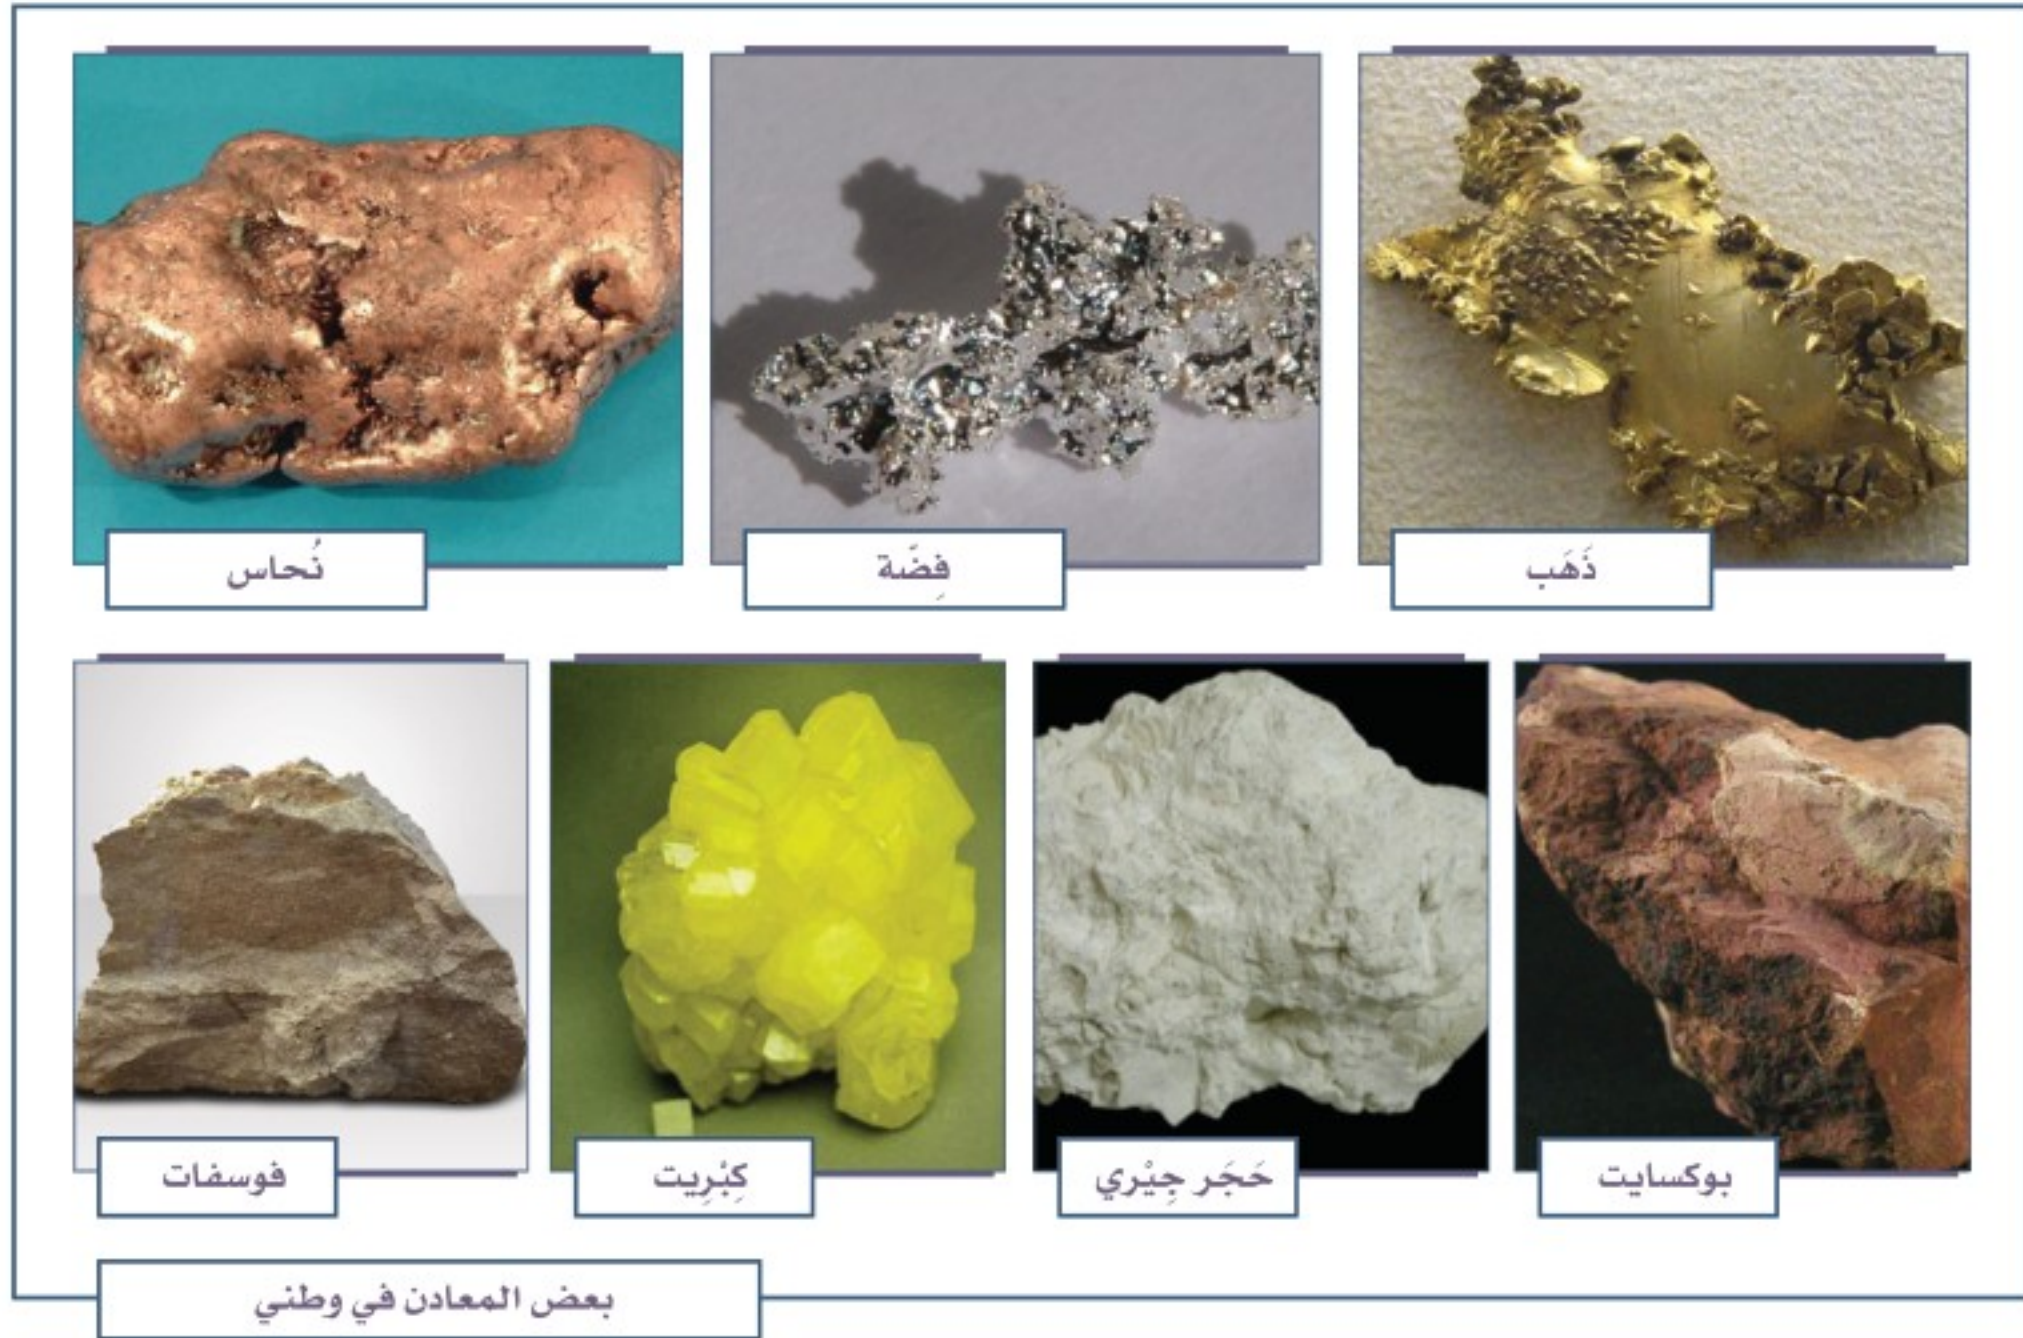 ذَهَب
فِضّة
نُحاس
بوكسايت
حَجَر جِيْري
كِبْرِيت
فوسفات
بعض المعادن في وطني